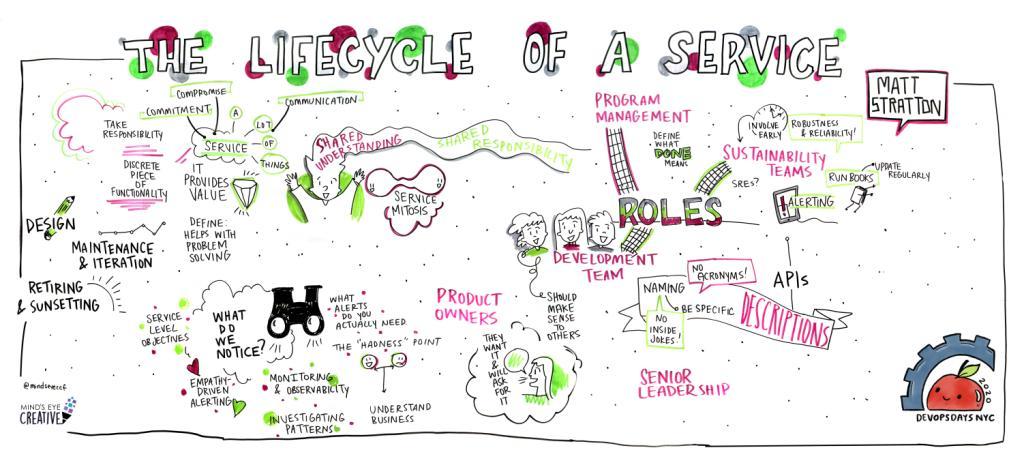 THE LIFECYCLE OF A SERVICE
MATT
STRATTON
COMPPROMISE
COMMITMENT
A
COMMUNICATION
LOT
OF
THINGS
SERVICE
TAKE
RESPONSIBILITY
DISCRETE
PIECE
OF
FUNCTIONALITY
IT
PROVIDES
VALUE
DEFINE:
HELPS WITH
PROBLEM
SOLVING
SHARED
UNDERSTANDING
SHARED
RESPONSIBILITY
SERVICE
MITOSIS
DESIGN
MAINTENANCE
& ITERATION
RETIRING
& SUNSETTING
SERVICE
LEVEL
OBJECTIVES
WHAT
DO
WE
NOTICE?
WHAT
ALERTS
DO YOU
ACTUALLY NEED
THE "HADNESS" POINT
EMPATHY-
DRIVEN
ALERTING
MONITORING
& OBSERVABILITY
INVESTIGATING
PATTERNS
UNDERSTAND
BUSINESS
PROGRAM
MANAGEMENT
DEFINE
WHAT
DONE
MEANS
INVOLVE
EARLY
ROBUSTNESS
& RELIABILITY!
SUSTAINABILITY
TEAMS
SREs?
RUN BOOKS
UPDATE
REGULARLY
ALERTING
ROLES
DEVELOPMENT
TEAM
PRODUCT
OWNERS
THEY
WANT
IT &
WILL
ASK
FOR
IT
SHOULD
MAKE
SENSE
TO
OTHERS
NO
ACRONYMS!
NAMING
NO
INSIDE
JOKES!
BE SPECIFIC
DESCRIPTIONS
APIs
SENIOR
LEADERSHIP
MIND'S EYE
CREATIVE
2020
DEVOPSDAYS NYC